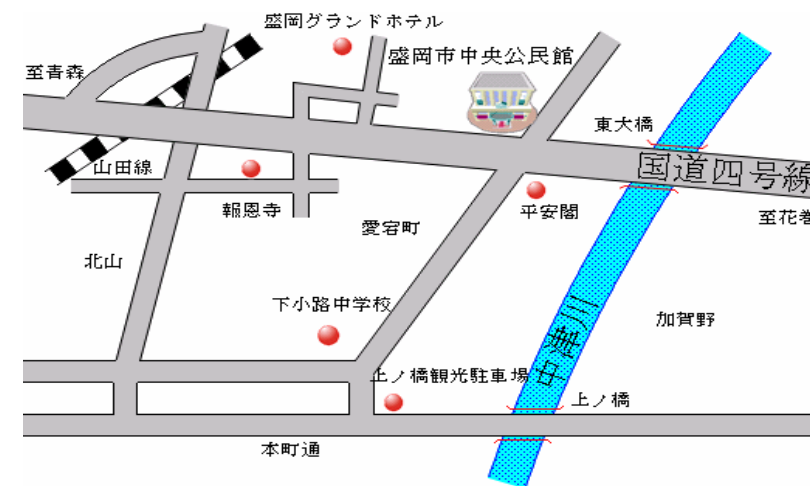 盛岡グランドホテル
盛岡市中央公民館
至青森
東大橋
山田線
国道四号線
報恩寺
平安閣
至花巻
愛宕町
北山
下小路中学校
加賀野
中津川
上ノ橋観光駐車場
上ノ橋
本町通